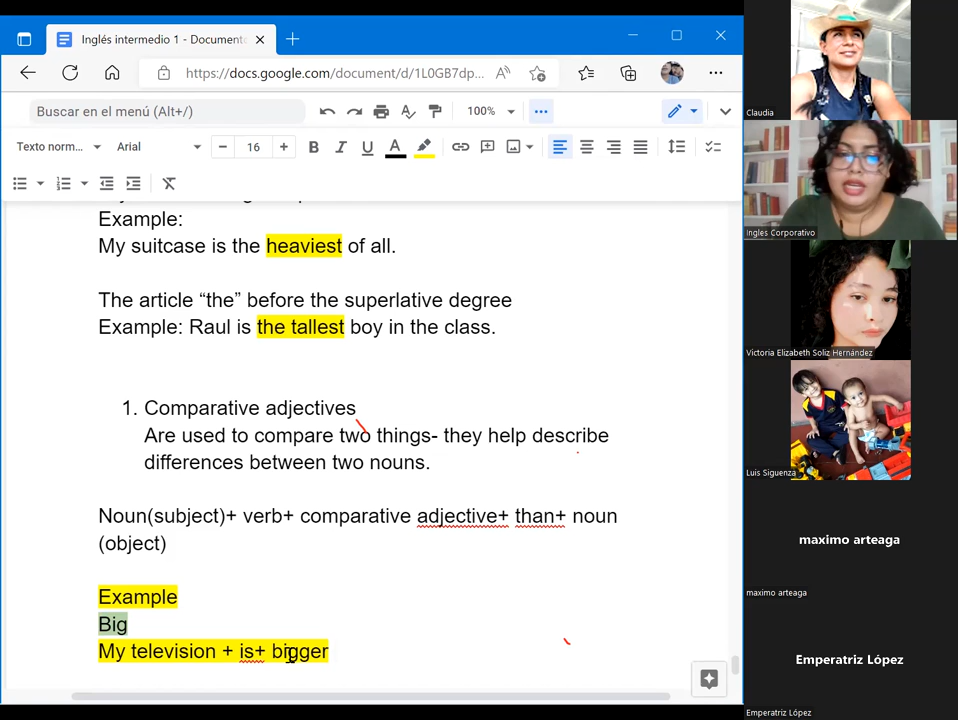 Inglés intermedio 1 - Documento
https://docs.google.com/document/d/1L0GB7dp...
Buscar en el menú (Alt+/)
100%
Texto norm...
Arial
16
Example:
My suitcase is the heaviest of all.
The article “the” before the superlative degree
Example: Raul is the tallest boy in the class.
1. Comparative adjectives
Are used to compare two things- they help describe
differences between two nouns.
Noun(subject)+ verb+ comparative adjective+ than+ noun
(object)
Example
Big
My television + is+ bigger
Claudia
Ingles Corporativo
Victoria Elizabeth Soliz Hernández
Luis Siguenza
maximo arteaga
maximo arteaga
Emperatriz López
Emperatriz López